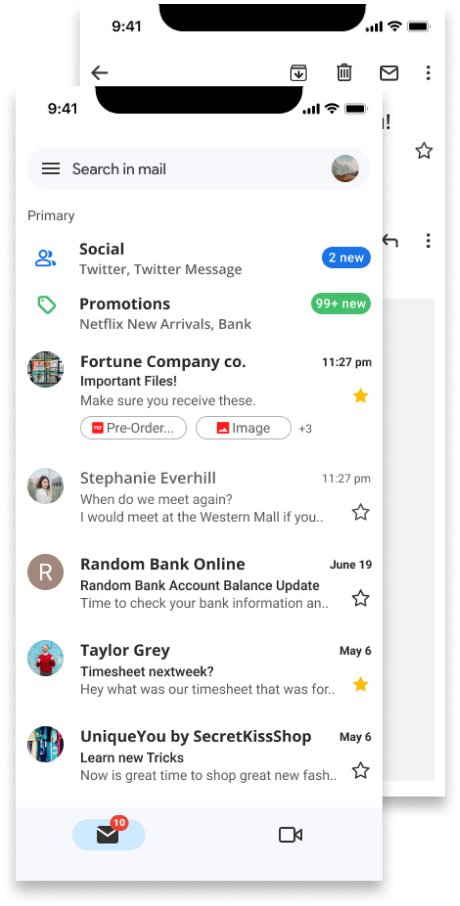 9:41
!
9:41
Search in mail
Primary
Social
2 new
Twitter, Twitter Message
Promotions
99+ new
Netflix New Arrivals, Bank
Fortune Company co.
11:27 pm
Important Files!
Make sure you receive these.
PDF Pre-Order...
Image
+3
Stephanie Everhill
11:27 pm
When do we meet again?
I would meet at the Western Mall if you..
R
Random Bank Online
June 19
Random Bank Account Balance Update
Time to check your bank information an..
Taylor Grey
May 6
Timesheet nextweek?
Hey what was our timesheet that was for..
UniqueYou by SecretKissShop
May 6
Learn new Tricks
Now is great time to shop great new fash..
10